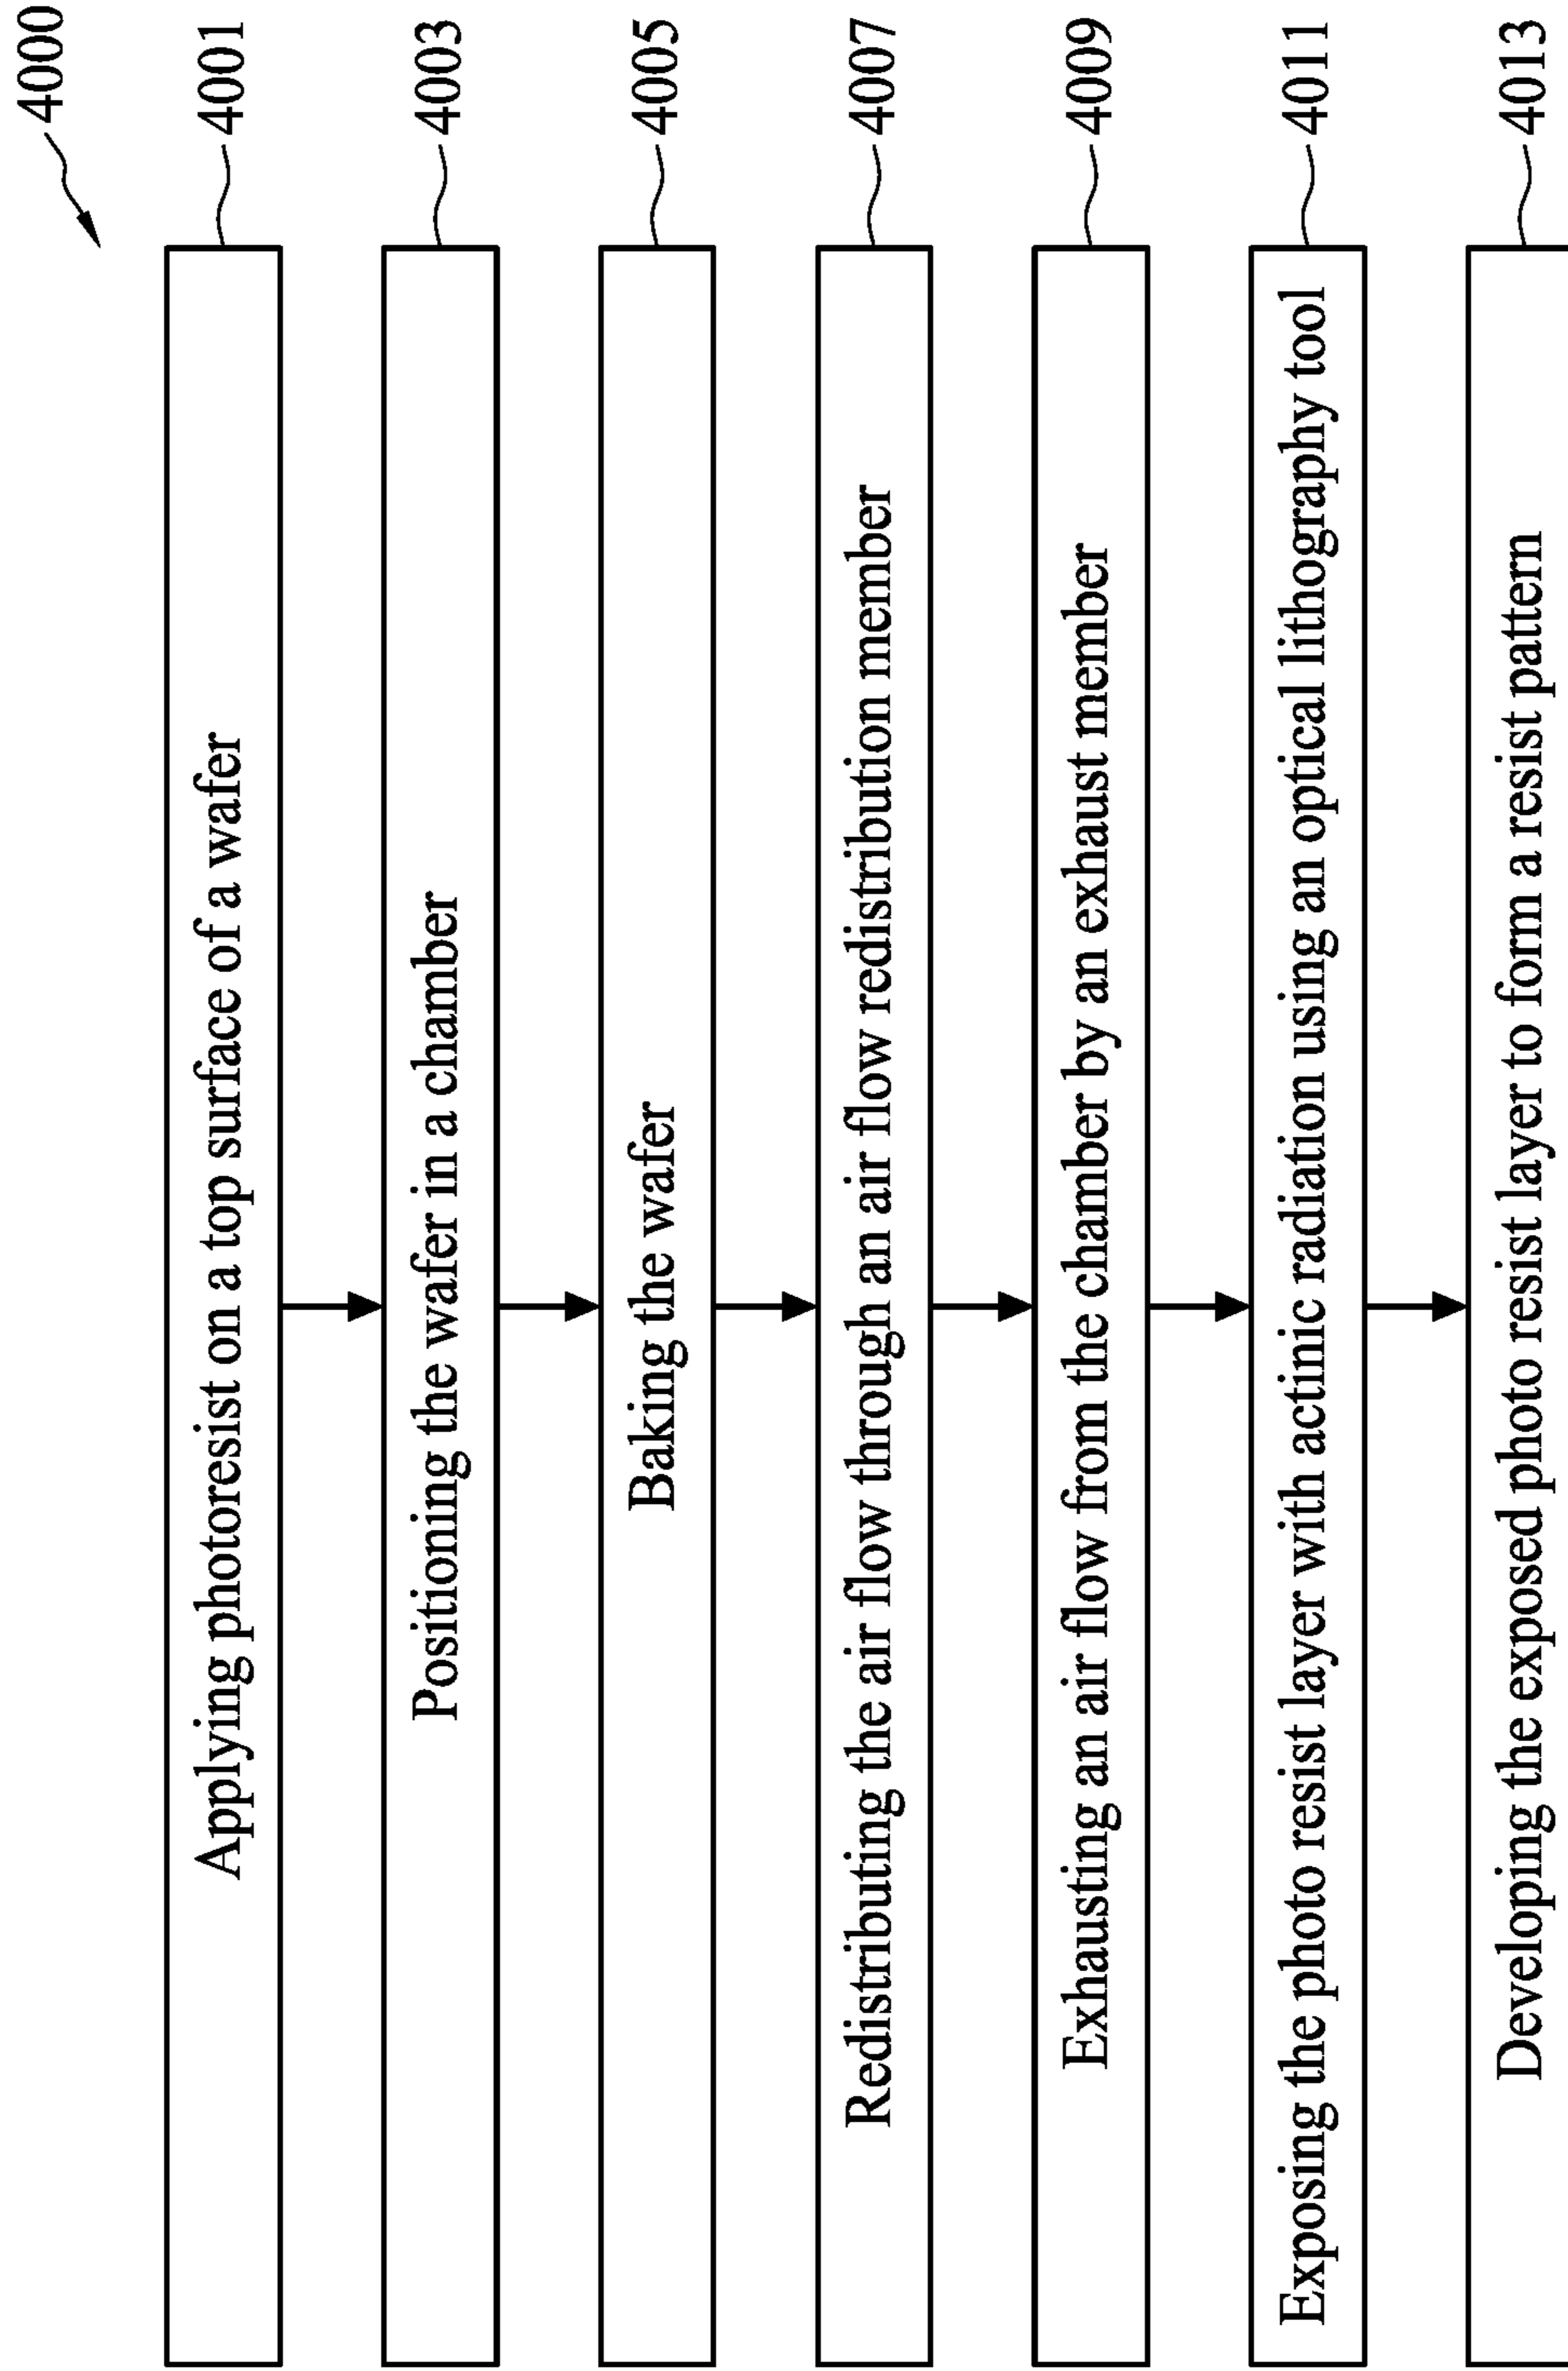 4000
Applying photoresist on a top surface of a wafer 4001
Positioning the wafer in a chamber 4003
Baking the wafer 4005
Redistributing the air flow through an air flow redistribution member 4007
Exhausting an air flow from the chamber by an exhaust member 4009
Exposing the photo resist layer with actinic radiation using an optical lithography tool 4011
Developing the exposed photo resist layer to form a resist pattern 4013